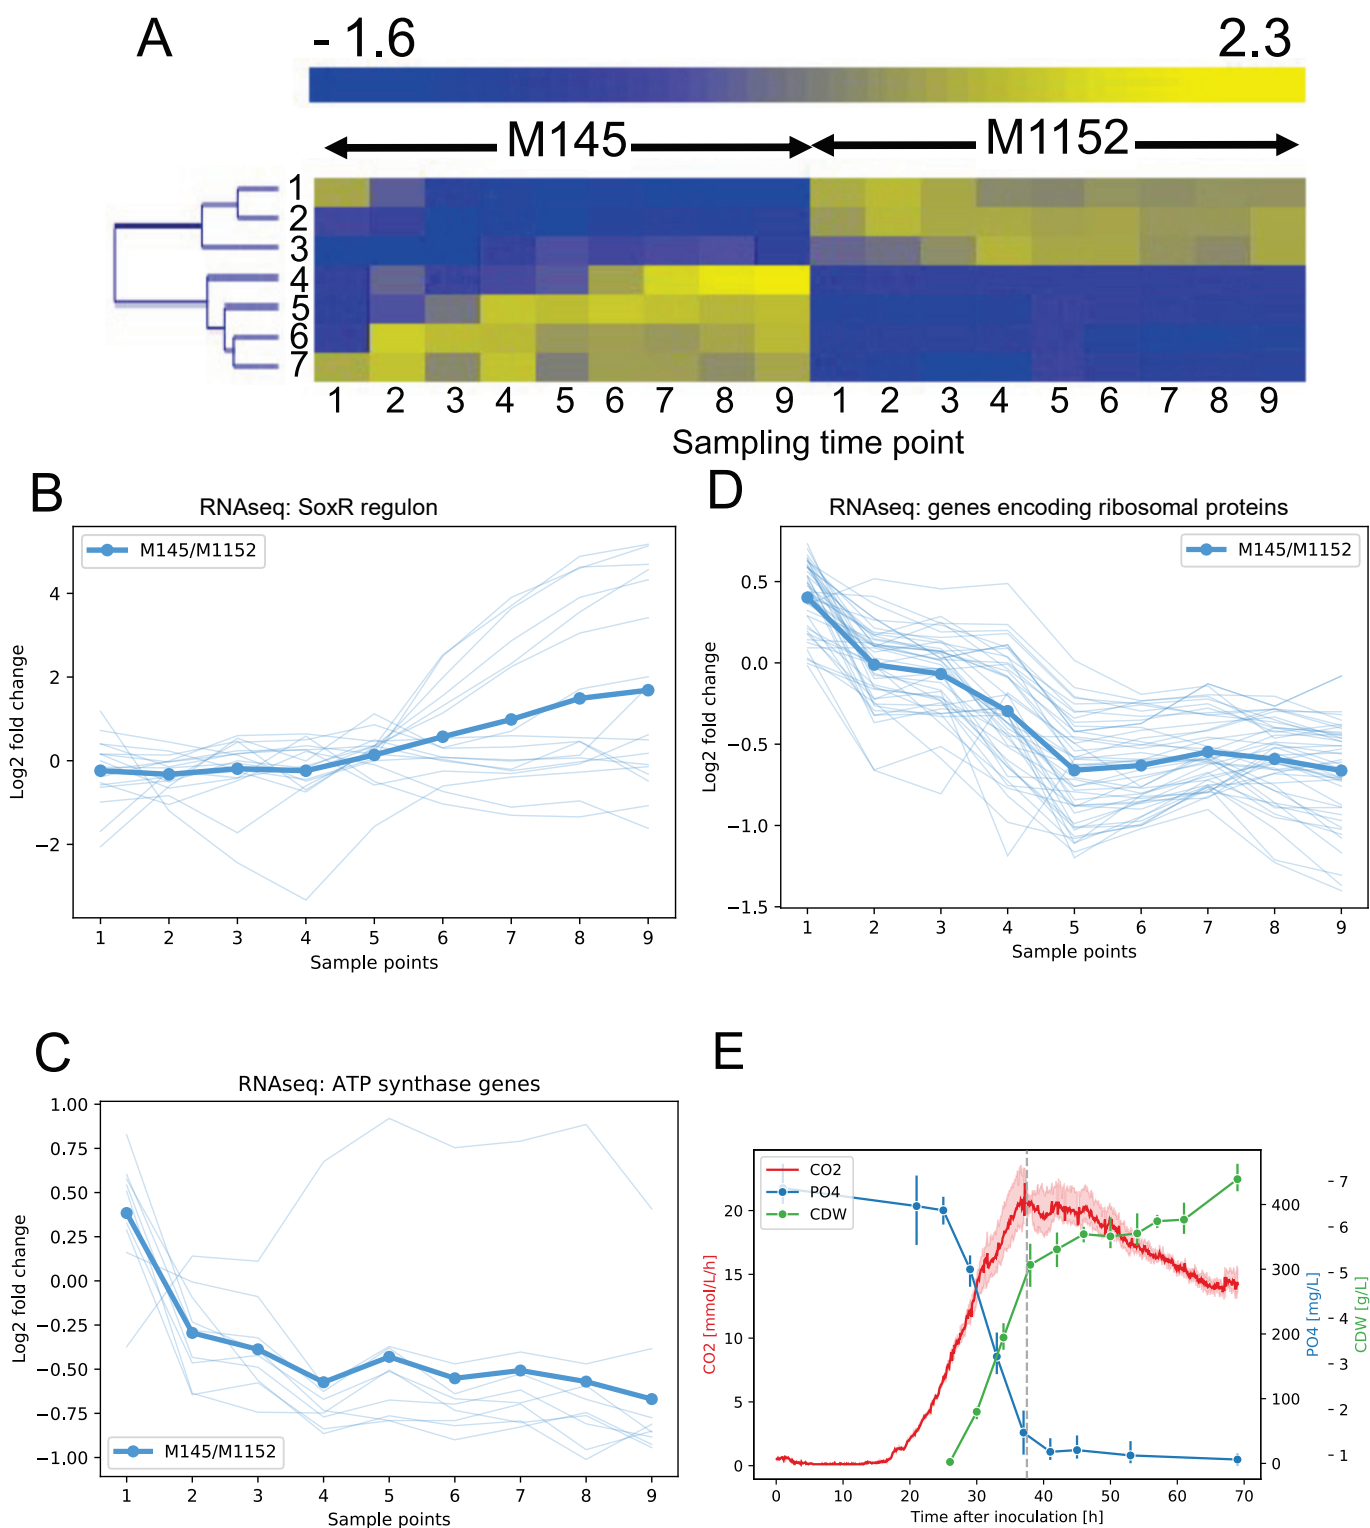 A
- 1.6 2.3
M145 M1152
1
2
3
4
5
6
7
1 2 3 4 5 6 7 8 9 1 2 3 4 5 6 7 8 9
Sampling time point
B
RNAseq: SoxR regulon
M145/M1152
Log2 fold change
4
2
0
−2
1 2 3 4 5 6 7 8 9
Sample points
D
RNAseq: genes encoding ribosomal proteins
M145/M1152
Log2 fold change
0.5
0.0
−0.5
−1.0
−1.5
1 2 3 4 5 6 7 8 9
Sample points
C
RNAseq: ATP synthase genes
Log2 fold change
1.00
0.75
0.50
0.25
0.00
−0.25
−0.50
−0.75
−1.00
M145/M1152
1 2 3 4 5 6 7 8 9
Sample points
E
CO2
PO4
CDW
CO2 [mmol/L/h]
20
15
10
5
0
PO4 [mg/L]
400
300
200
100
0
CDW [g/L]
7
6
5
4
3
2
1
0 10 20 30 40 50 60 70
Time after inoculation [h]